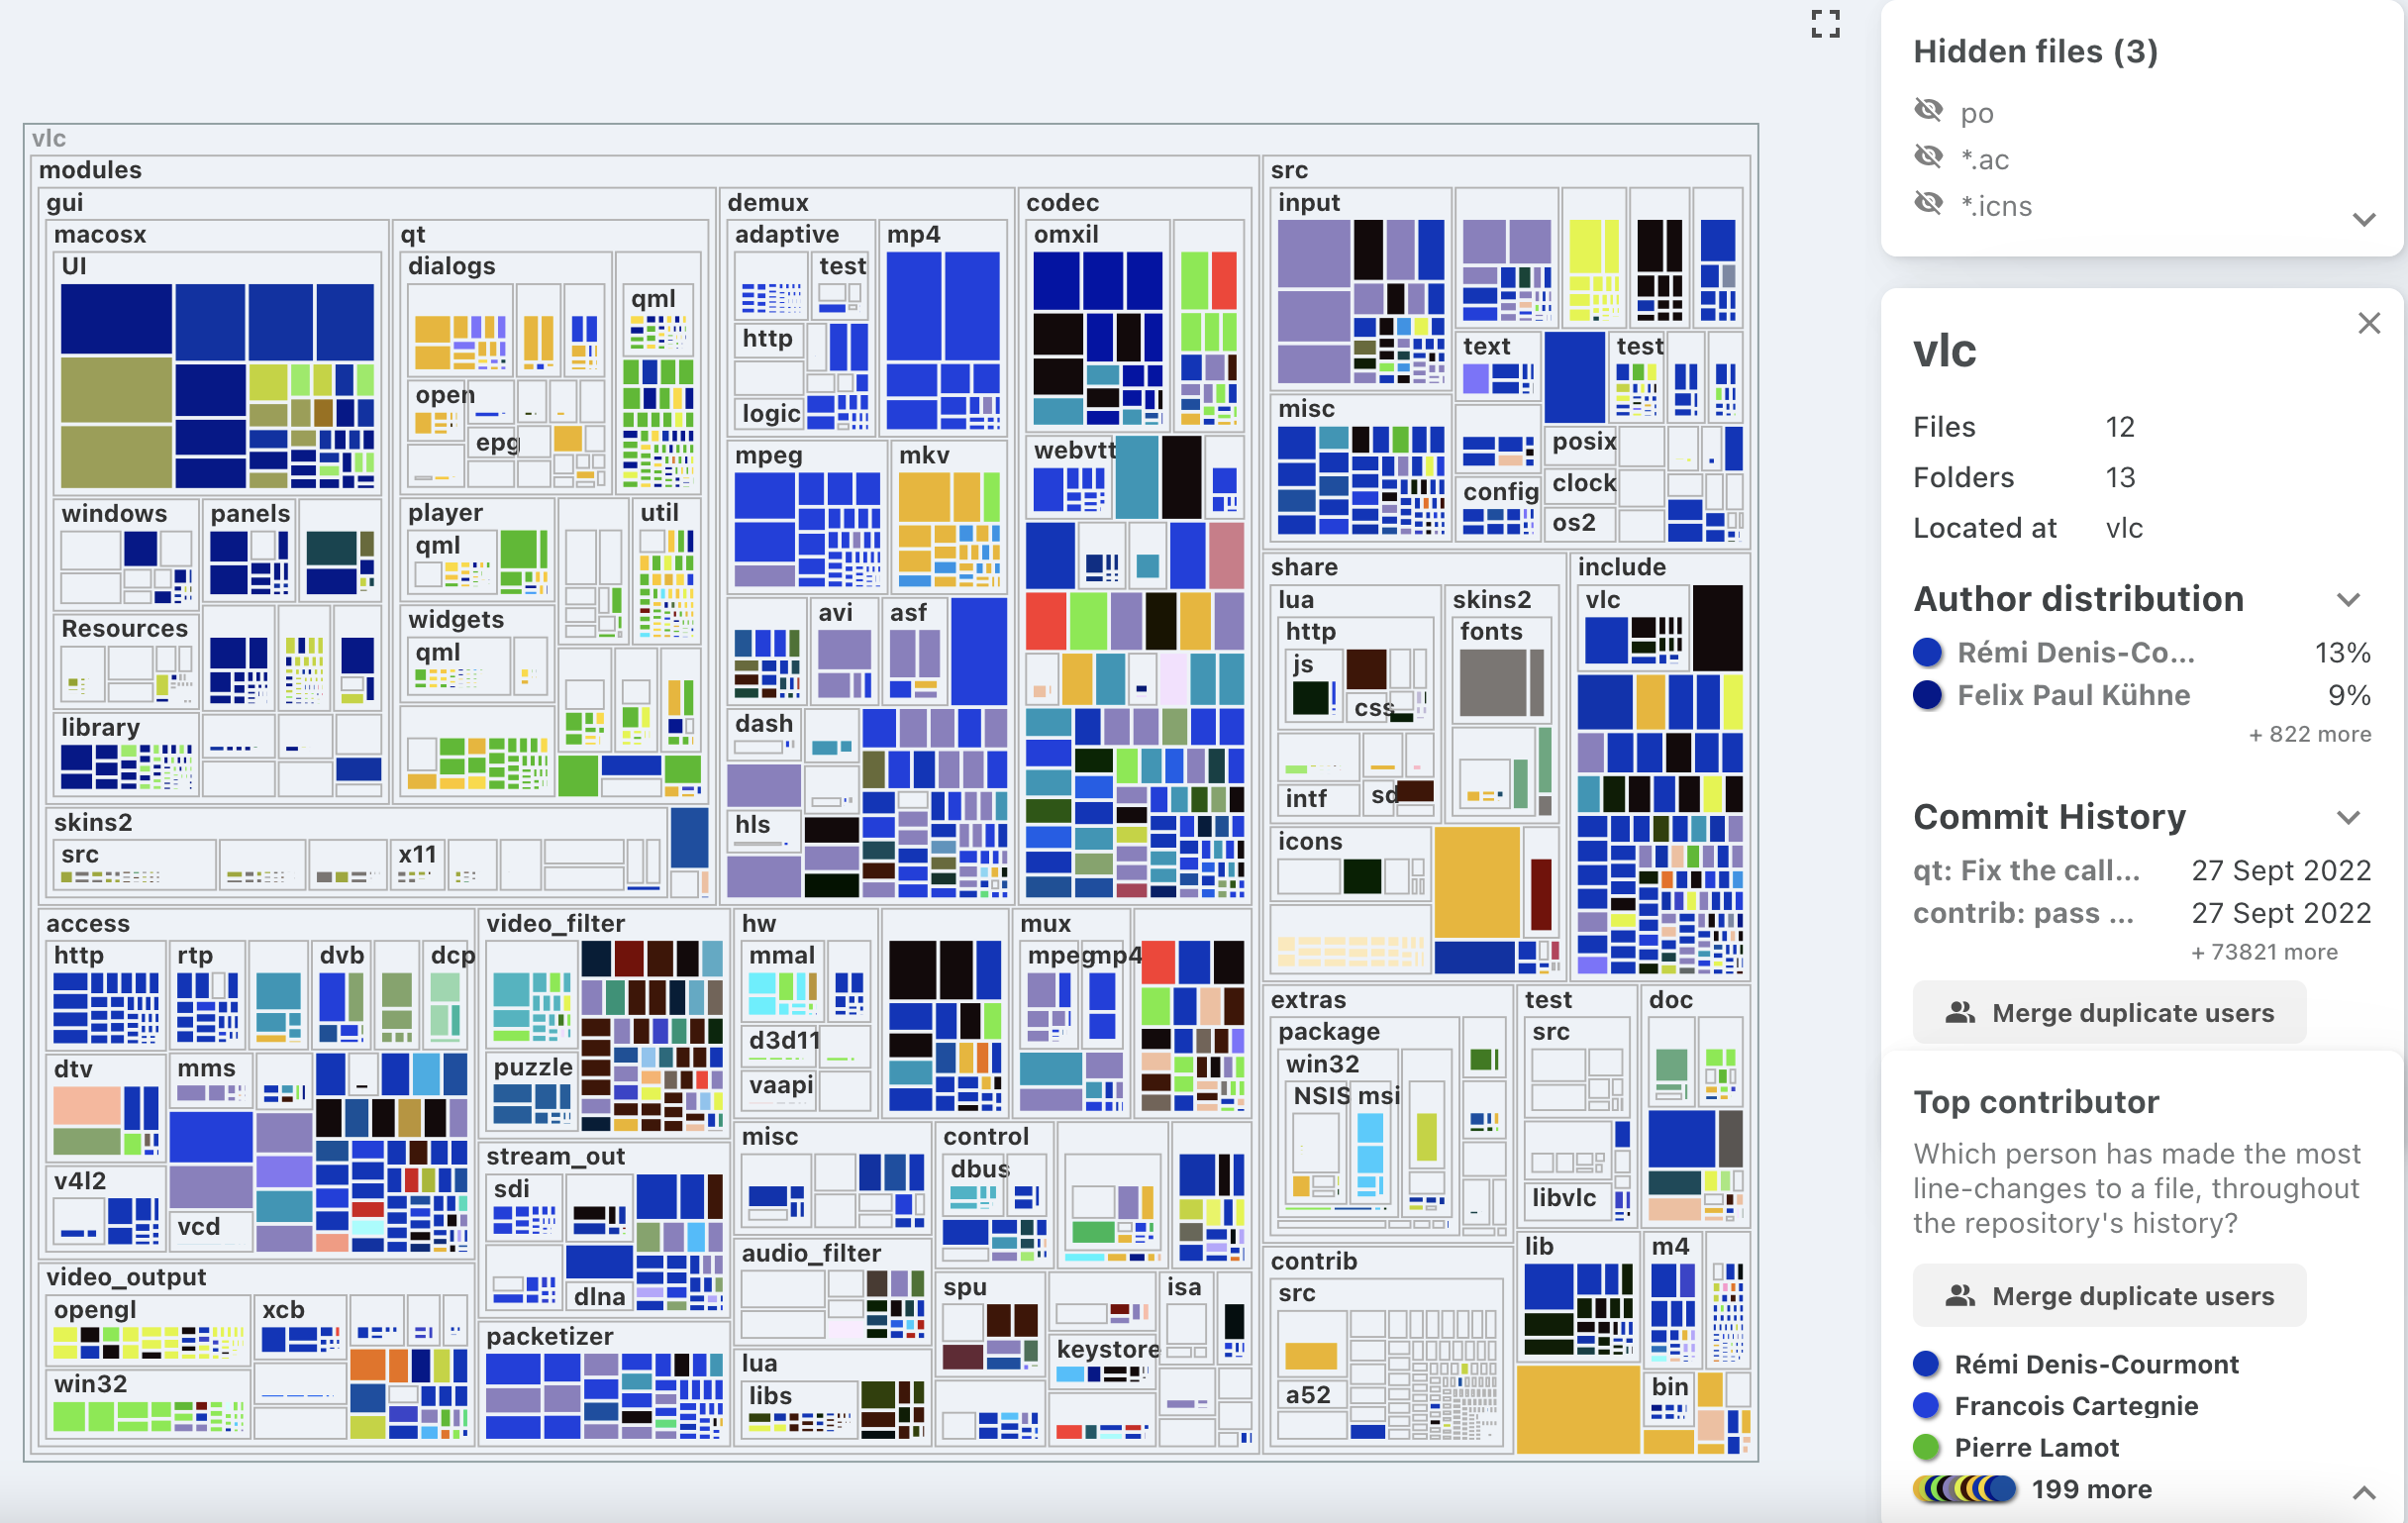 vlc
modules
gui
macosx
UI
windows
panels
Resources
library
qt
dialogs
qml
open
epg
player
qml
util
widgets
qml
skins2
src
x11
demux
adaptive
test
http
logic
mp4
mpeg
mkv
avi
asf
dash
hls
codec
omxil
webvtt
access
http
rtp
dvb
dcp
dtv
mms
v4l2
vcd
video_output
opengl
xcb
win32
video_filter
puzzle
stream_out
sdi
dlna
packetizer
hw
mmal
d3d11
vaapi
mux
mpeg
mp4
misc
control
dbus
audio_filter
lua
libs
spu
keystore
isa
src
input
misc
text
test
config
posix
clock
os2
share
lua
http
js
css
intf
sd
skins2
fonts
icons
include
vlc
extras
package
win32
NSIS
msi
test
src
libvlc
doc
contrib
src
a52
lib
m4
bin
Hidden files (3)
po
*.ac
*.icns
vlc
Files 12
Folders 13
Located at vlc
Author distribution
Rémi Denis-Co... 13%
Felix Paul Kühne 9%
+ 822 more
Commit History
qt: Fix the call... 27 Sept 2022
contrib: pass ... 27 Sept 2022
+ 73821 more
Merge duplicate users
Top contributor
Which person has made the most
line-changes to a file, throughout
the repository's history?
Merge duplicate users
Rémi Denis-Courmont
Francois Cartegnie
Pierre Lamot
199 more